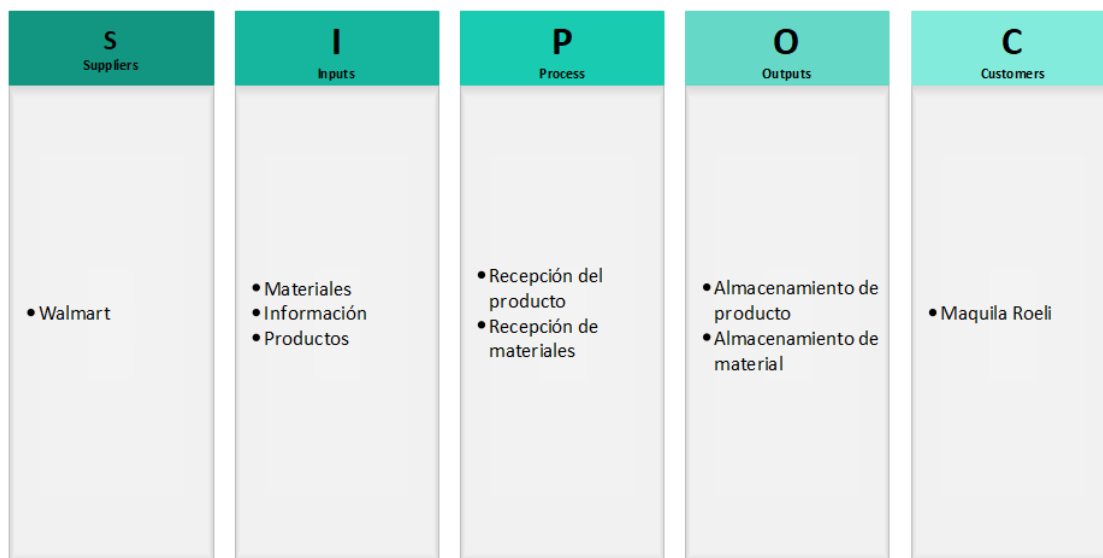 S
Suppliers
I
Inputs
P
Process
O
Outputs
C
Customers
• Walmart
• Materiales
• Información
• Productos
• Recepción del
producto
• Recepción de
materiales
• Almacenamiento de
producto
• Almacenamiento de
material
• Maquila Roeli